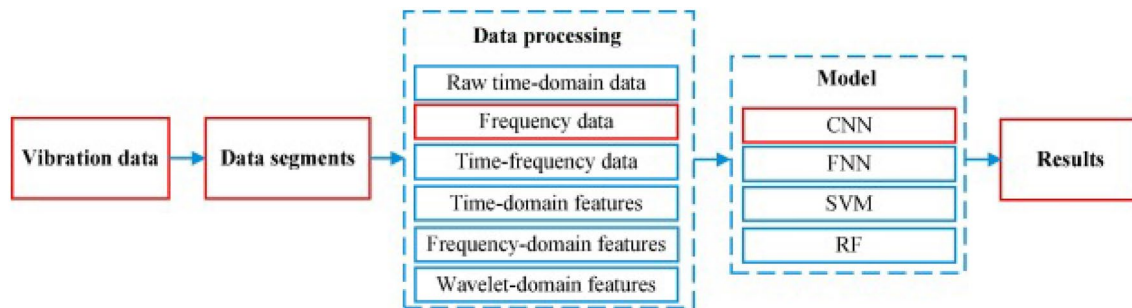 Vibration data
Data segments
Data processing
Raw time-domain data
Frequency data
Time-frequency data
Time-domain features
Frequency-domain features
Wavelet-domain features
Model
CNN
FNN
SVM
RF
Results